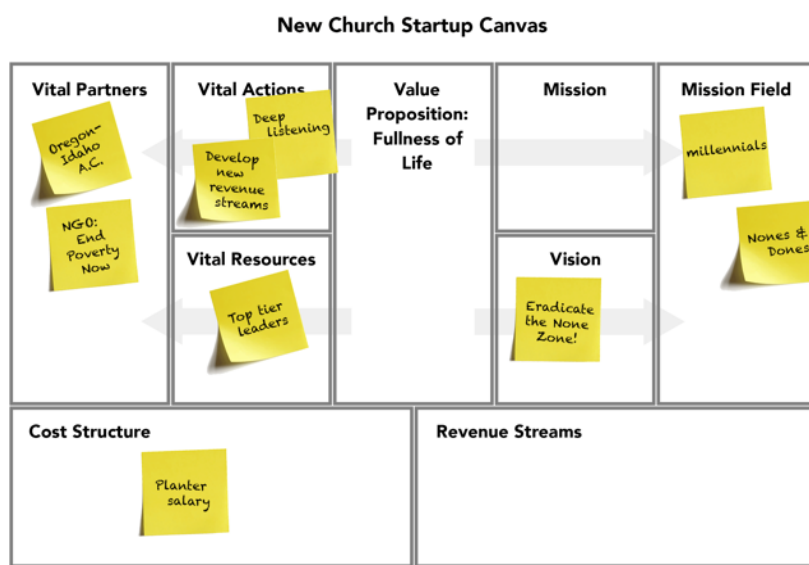 New Church Startup Canvas
Vital Partners
Oregon-
Idaho
A.C.
NGO:
End
Poverty
Now
Vital Actions
Deep
listening
Develop
new
revenue
streams
Vital Resources
Top tier
leaders
Value
Proposition:
Fullness of
Life
Mission
Vision
Eradicate
the None
Zone!
Mission Field
millennials
Nones &
Dones
Cost Structure
Planter
salary
Revenue Streams